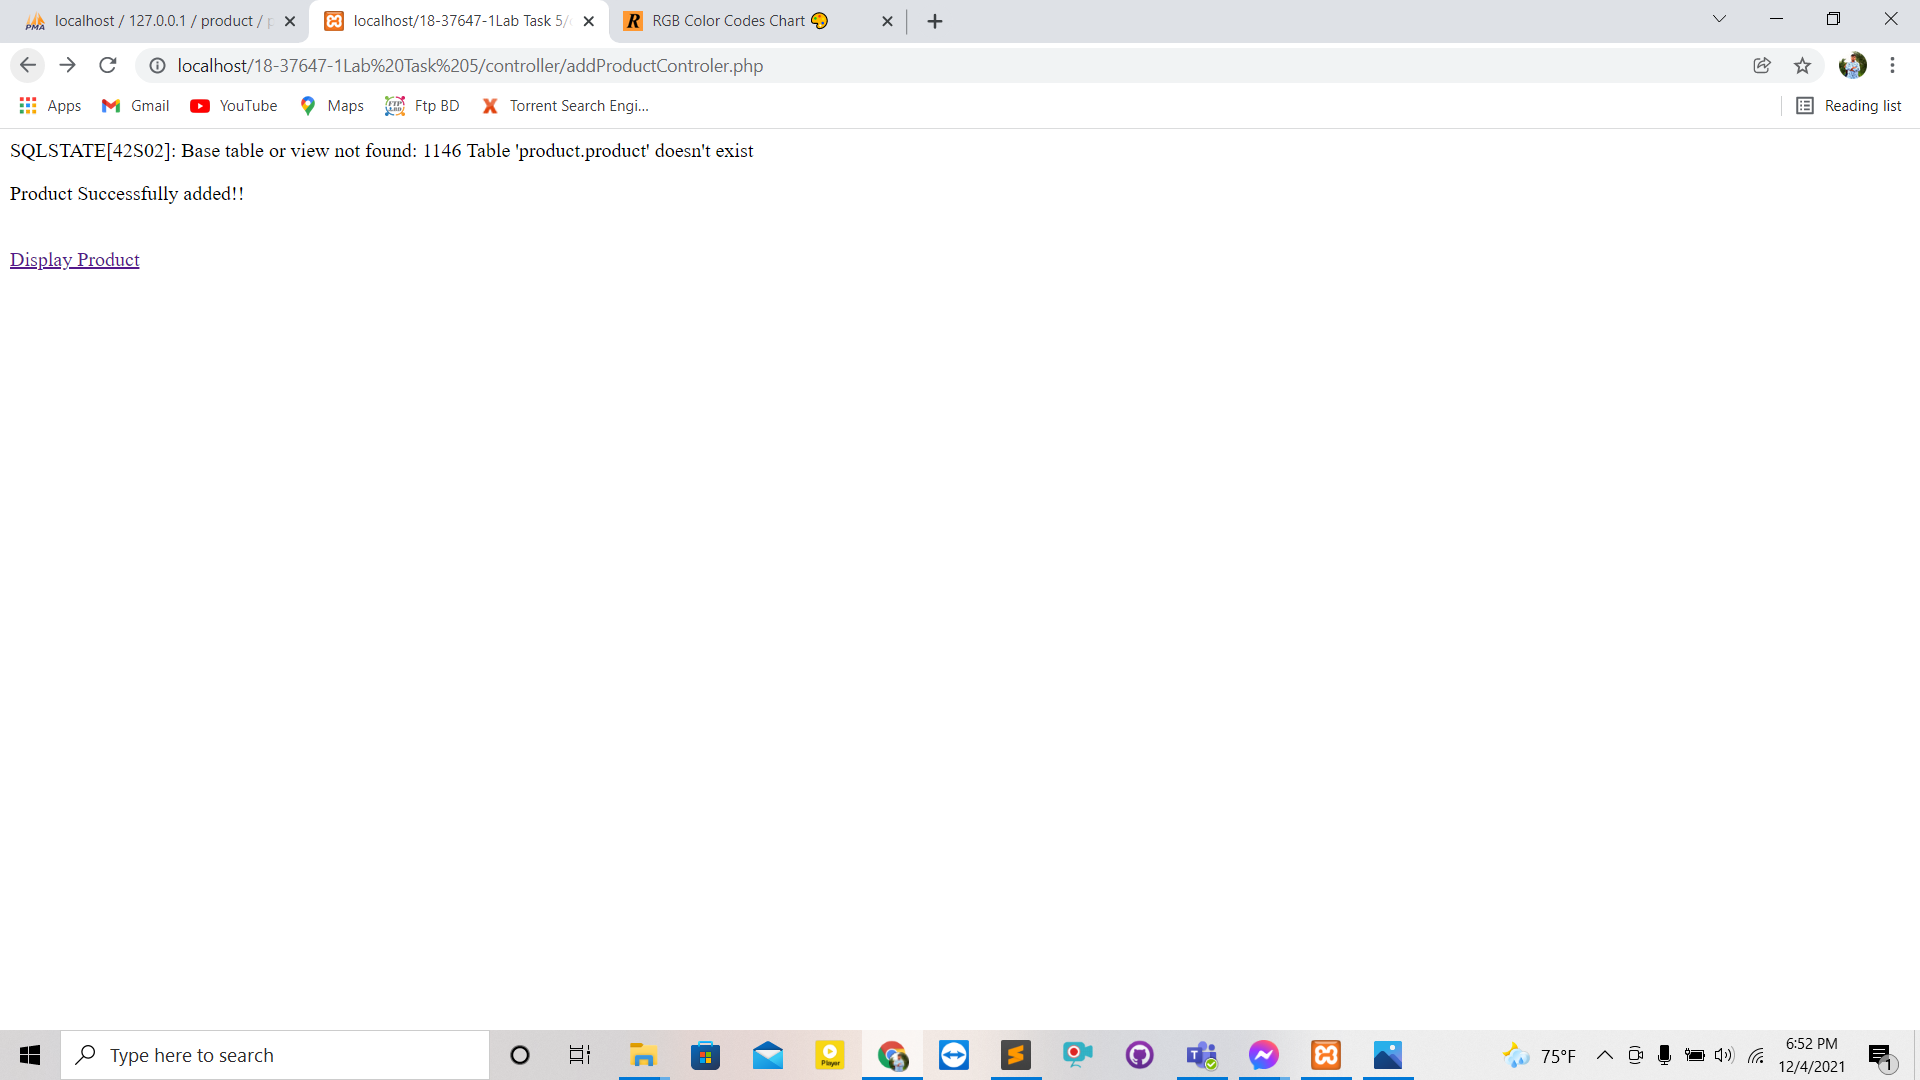 localhost / 127.0.0.1 / product / p
localhost/18-37647-1Lab Task 5/
RGB Color Codes Chart
localhost/18-37647-1Lab%20Task%205/controller/addProductControler.php
Apps
Gmail
YouTube
Maps
Ftp BD
Torrent Search Engi...
Reading list
SQLSTATE[42S02]: Base table or view not found: 1146 Table 'product.product' doesn't exist
Product Successfully added!!
Display Product
Type here to search
Player
75°F
6:52 PM
12/4/2021
1